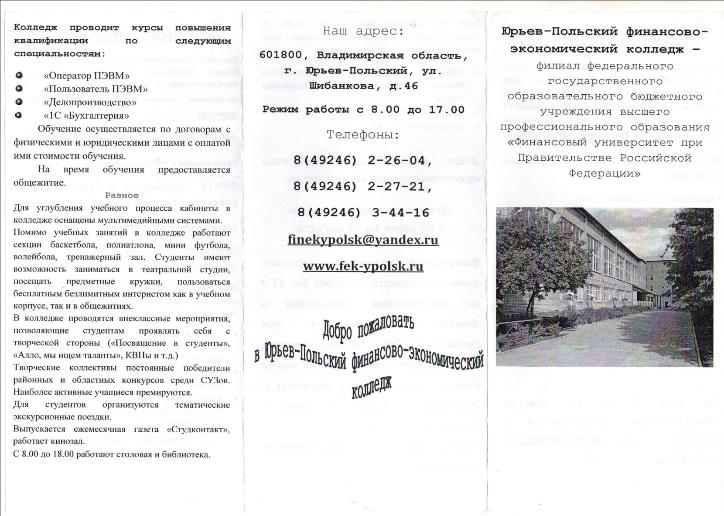 Колледж проводит курсы повышения
квалификации по следующим
специальностям:
«Оператор ПЭВМ»
«Пользователь ПЭВМ»
«Делопроизводство»
«1С «Бухгалтерия»
Обучение осуществляется по договорам с
физическими и юридическими лицами с оплатой
ими стоимости обучения.
На время обучения предоставляется
общежитие.
Разное
Для углубления учебного процесса кабинеты в
колледже оснащены мультимедийными системами.
Помимо учебных занятий в колледже работают
секции баскетбола, полиатлона, мини футбола,
волейбола, тренажерный зал. Студенты имеют
возможность заниматься в театральной студии,
посещать предметные кружки, пользоваться
бесплатным безлимитным интернетом как в учебном
корпусе, так и в общежитиях.
В колледже проводятся внеклассные мероприятия,
позволяющие студентам проявлять себя с
творческой стороны («Посвящение в студенты»,
«Алло, мы ищем таланты», КВНы и т.д.)
Творческие коллективы постоянные победители
районных и областных конкурсов среди СУЗов.
Наиболее активные учащиеся премируются.
Для студентов организуются тематические
экскурсионные поездки.
Выпускается ежемесячная газета «Студконтакт»,
работает кинозал.
С 8.00 до 18.00 работают столовая и библиотека.
Наш адрес:
601800, Владимирская область,
г. Юрьев-Польский, ул.
Шибанкова, д.46
Режим работы с 8.00 до 17.00
Телефоны:
8(49246) 2-26-04,
8(49246) 2-27-21,
8(49246) 3-44-16
finekypolsk@yandex.ru
www.fek-ypolsk.ru
Добро пожаловать
в Юрьев-Польский финансово-экономический
колледж
Юрьев-Польский финансово-
экономический колледж –
филиал федерального
государственного
образовательного бюджетного
учреждения высшего
профессионального образования
«Финансовый университет при
Правительстве Российской
Федерации»